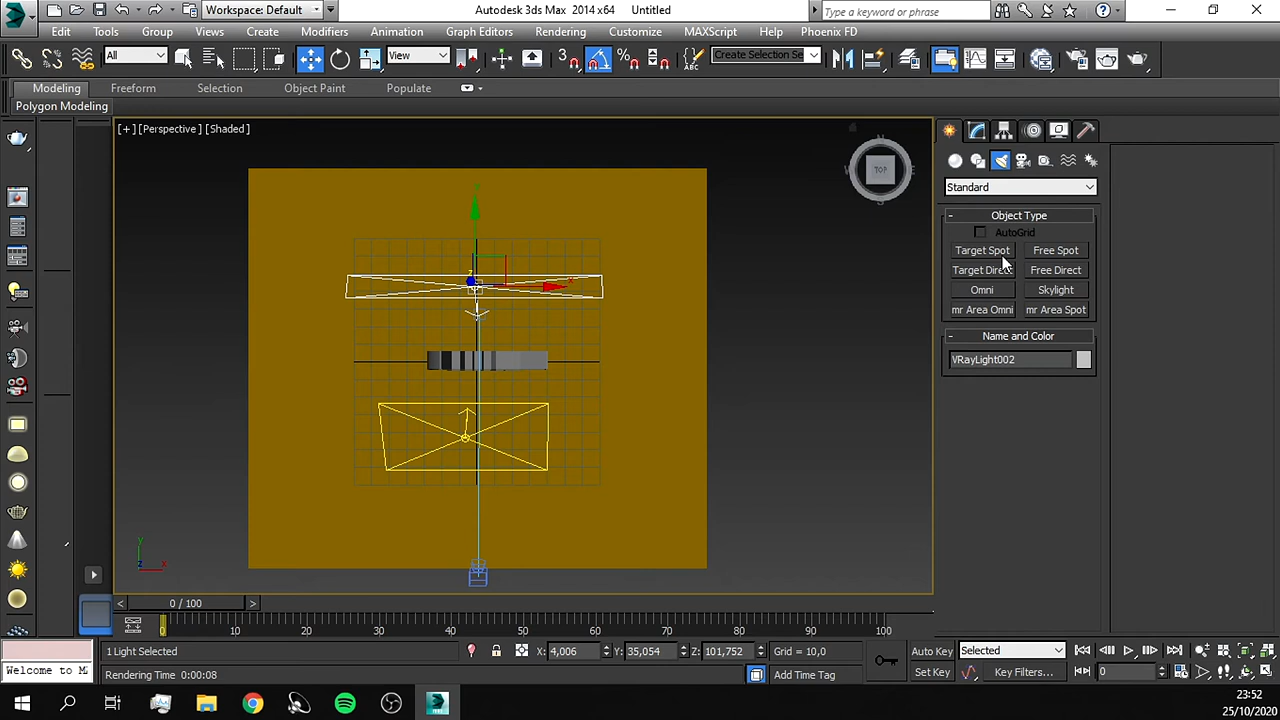 Workspace: Default
Autodesk 3ds Max 2014 x64
Untitled
Type a keyword or phrase
Edit Tools Group Views Create Modifiers Animation Graph Editors Rendering Customize MAXScript Help Phoenix FD
All
View
3
Create Selection Se
Modeling Freeform Selection Object Paint Populate
Polygon Modeling
[+] [Perspective] [Shaded]
N
TOP
E
S
Standard
- Object Type
AutoGrid
Target Spot Free Spot
Target Direct Free Direct
Omni Skylight
mr Area Omni mr Area Spot
- Name and Color
VRayLight002
z
x
y
z x
< 0 / 100 >
0 10 20 30 40 50 60 70 80 90 100
1 Light Selected
X: 4,006 Y: 35,054 Z: 101,752 Grid = 10,0
Auto Key Selected
Welcome to M
Rendering Time 0:00:08
Add Time Tag
Set Key Key Filters... 0
23:52
25/10/2020